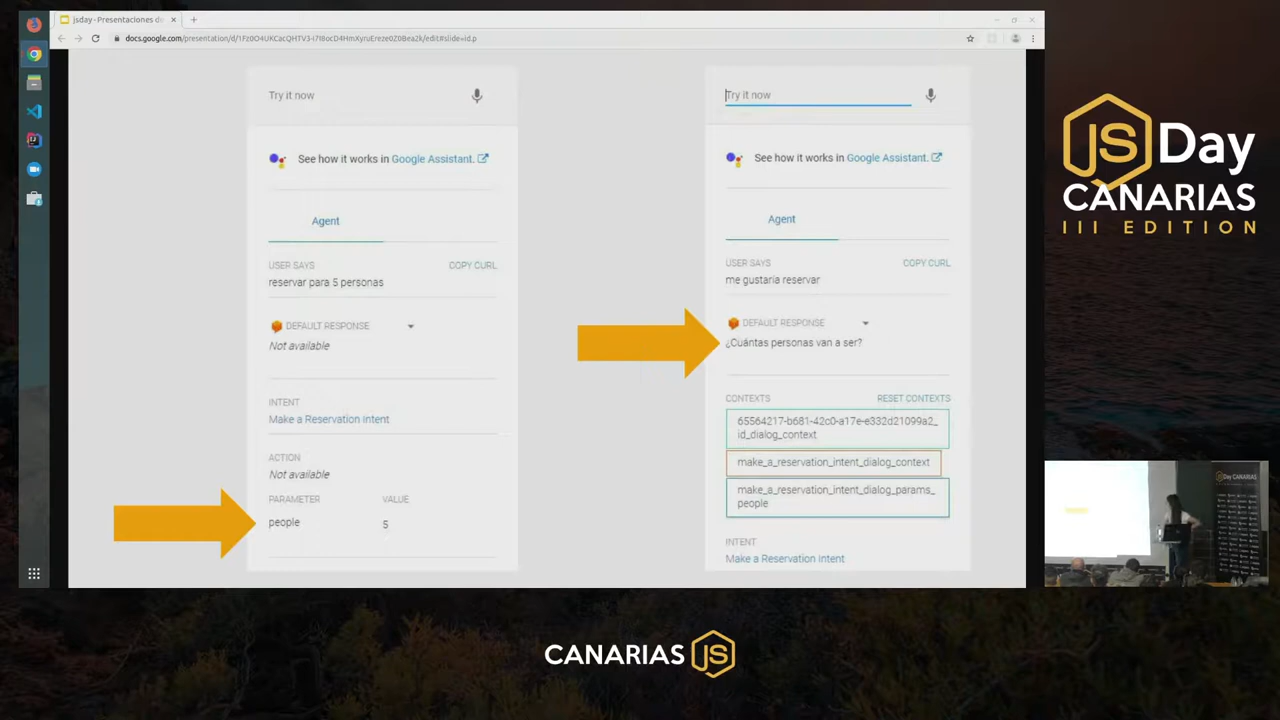 jsday - Presentaciones de
docs.google.com/presentation/d/1Fz0O4UKCacQHTV3-i7I8ocD4HmXyruEreze0Z0Bea2k/edit#slide=id.p
Try it now
See how it works in Google Assistant.
Agent
USER SAYS
COPY CURL
reservar para 5 personas
DEFAULT RESPONSE
Not available
INTENT
Make a Reservation Intent
ACTION
Not available
PARAMETER
VALUE
people
5
Try it now
See how it works in Google Assistant.
Agent
USER SAYS
COPY CURL
me gustaría reservar
DEFAULT RESPONSE
¿Cuántas personas van a ser?
CONTEXTS
RESET CONTEXTS
65564217-b681-42c0-a17e-e332d21099a2_
id_dialog_context
make_a_reservation_intent_dialog_context
make_a_reservation_intent_dialog_params_
people
INTENT
Make a Reservation Intent
JS Day
CANARIAS
III EDITION
JS Day CANARIAS
CANARIAS JS